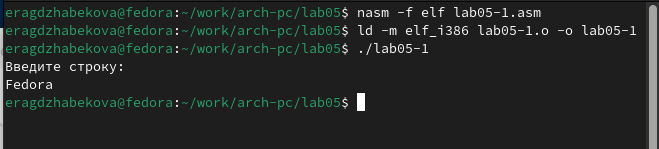 eragdzhabekova@fedora:~/work/arch-pc/lab05$ nasm -f elf lab05-1.asm
eragdzhabekova@fedora:~/work/arch-pc/lab05$ ld -m elf_i386 lab05-1.o -o lab05-1
eragdzhabekova@fedora:~/work/arch-pc/lab05$ ./lab05-1
Введите строку:
Fedora
eragdzhabekova@fedora:~/work/arch-pc/lab05$